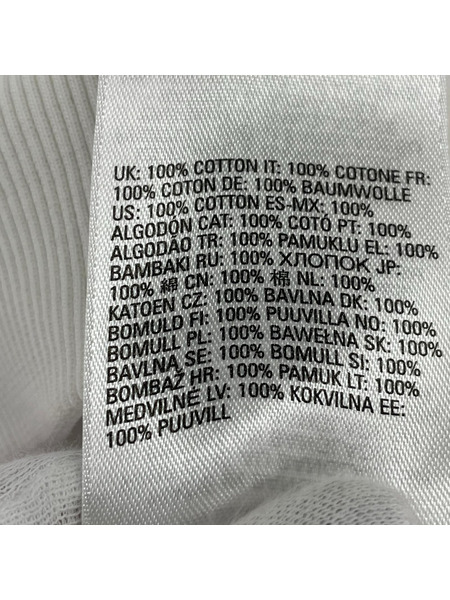 UK: 100% COTTON IT: 100% COTONE FR:
100% COTON DE: 100% BAUMWOLLE
US: 100% COTTON ES-MX: 100%
ALGODÓN CAT: 100% COTÓ PT: 100%
ALGODÃO TR: 100% PAMUKLU EL: 100%
BAMBAKI RU: 100% ХЛОПОК JP:
100% 綿 CN: 100% 棉 NL: 100%
KATOEN CZ: 100% BAVLNA DK: 100%
BOMULD FI: 100% PUUVILLA NO: 100%
BOMULL PL: 100% BAWEŁNA SK: 100%
BAVLNA SE: 100% BOMULL SI: 100%
BOMBAŽ HR: 100% PAMUK LT: 100%
MEDVILNE LV: 100% KOKVILNA EE:
100% PUUVILL